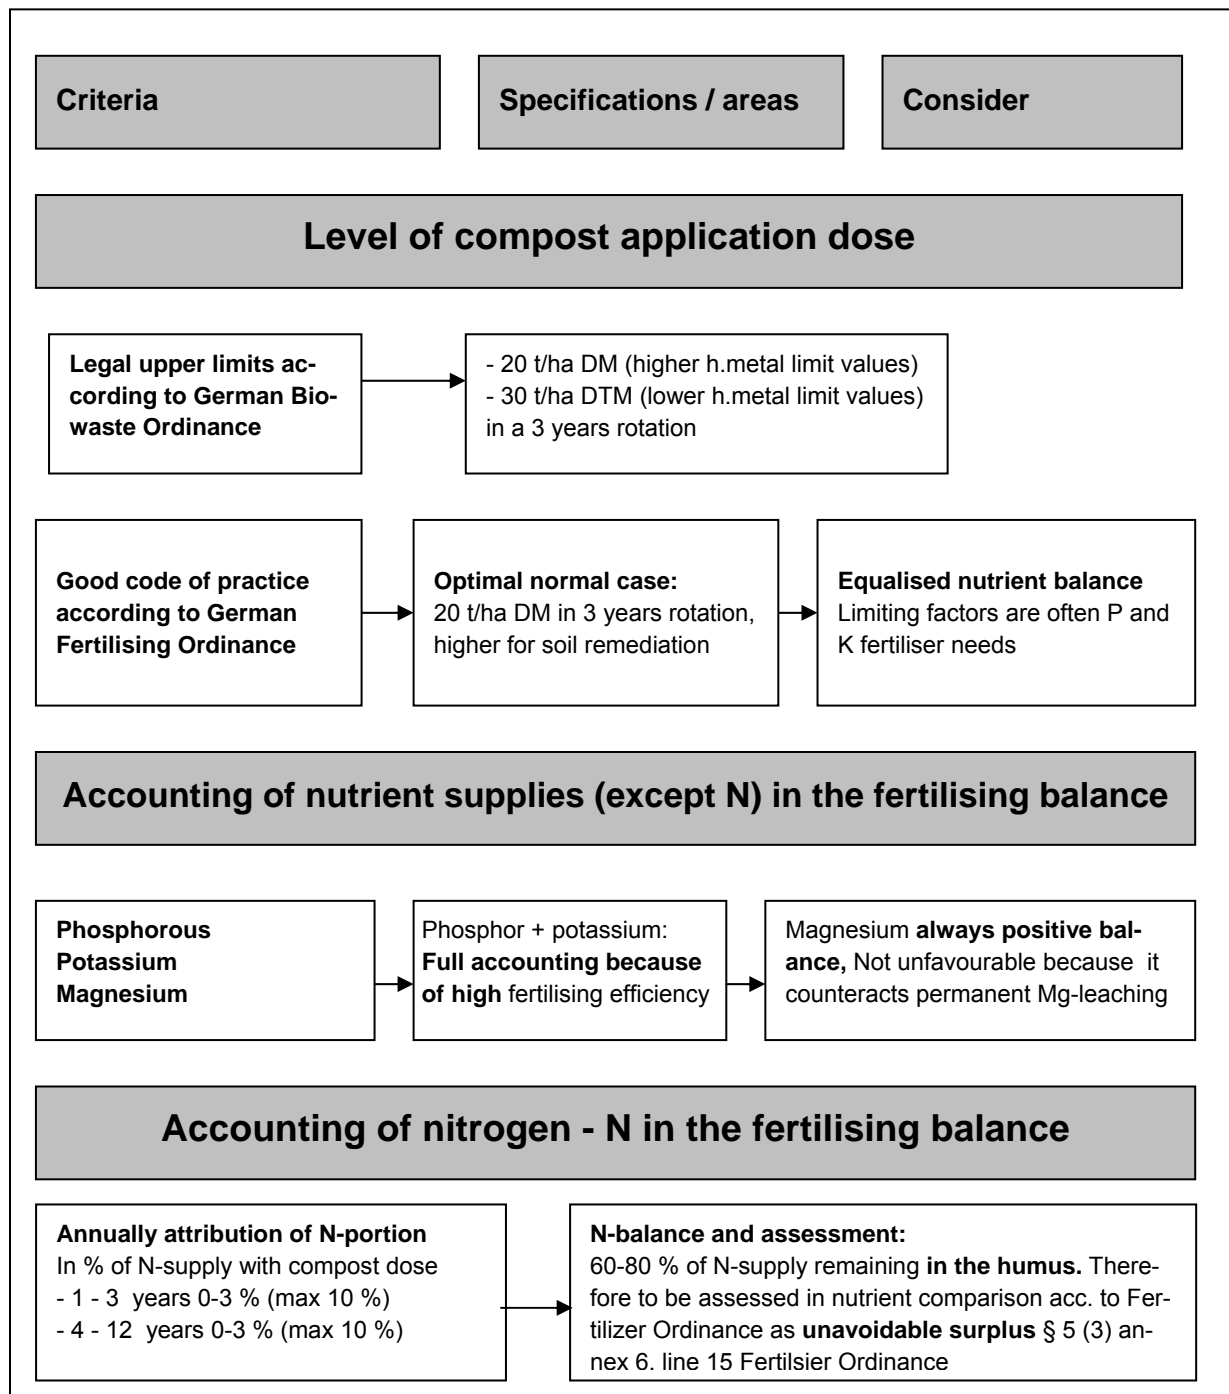 Criteria
Specifications / areas
Consider
Level of compost application dose
Legal upper limits ac-
cording to German Bio-
waste Ordinance
- 20 t/ha DM (higher h.metal limit values)
- 30 t/ha DTM (lower h.metal limit values)
in a 3 years rotation
Good code of practice
according to German
Fertilising Ordinance
Optimal normal case:
20 t/ha DM in 3 years rotation,
higher for soil remediation
Equalised nutrient balance
Limiting factors are often P and
K fertiliser needs
Accounting of nutrient supplies (except N) in the fertilising balance
Phosphorous
Potassium
Magnesium
Phosphor + potassium:
Full accounting because
of high fertilising efficiency
Magnesium always positive bal-
ance, Not unfavourable because it
counteracts permanent Mg-leaching
Accounting of nitrogen - N in the fertilising balance
Annually attribution of N-portion
In % of N-supply with compost dose
- 1 - 3 years 0-3 % (max 10 %)
- 4 - 12 years 0-3 % (max 10 %)
N-balance and assessment:
60-80 % of N-supply remaining in the humus. There-
fore to be assessed in nutrient comparison acc. to Fer-
tilizer Ordinance as unavoidable surplus § 5 (3) an-
nex 6. line 15 Fertilsier Ordinance